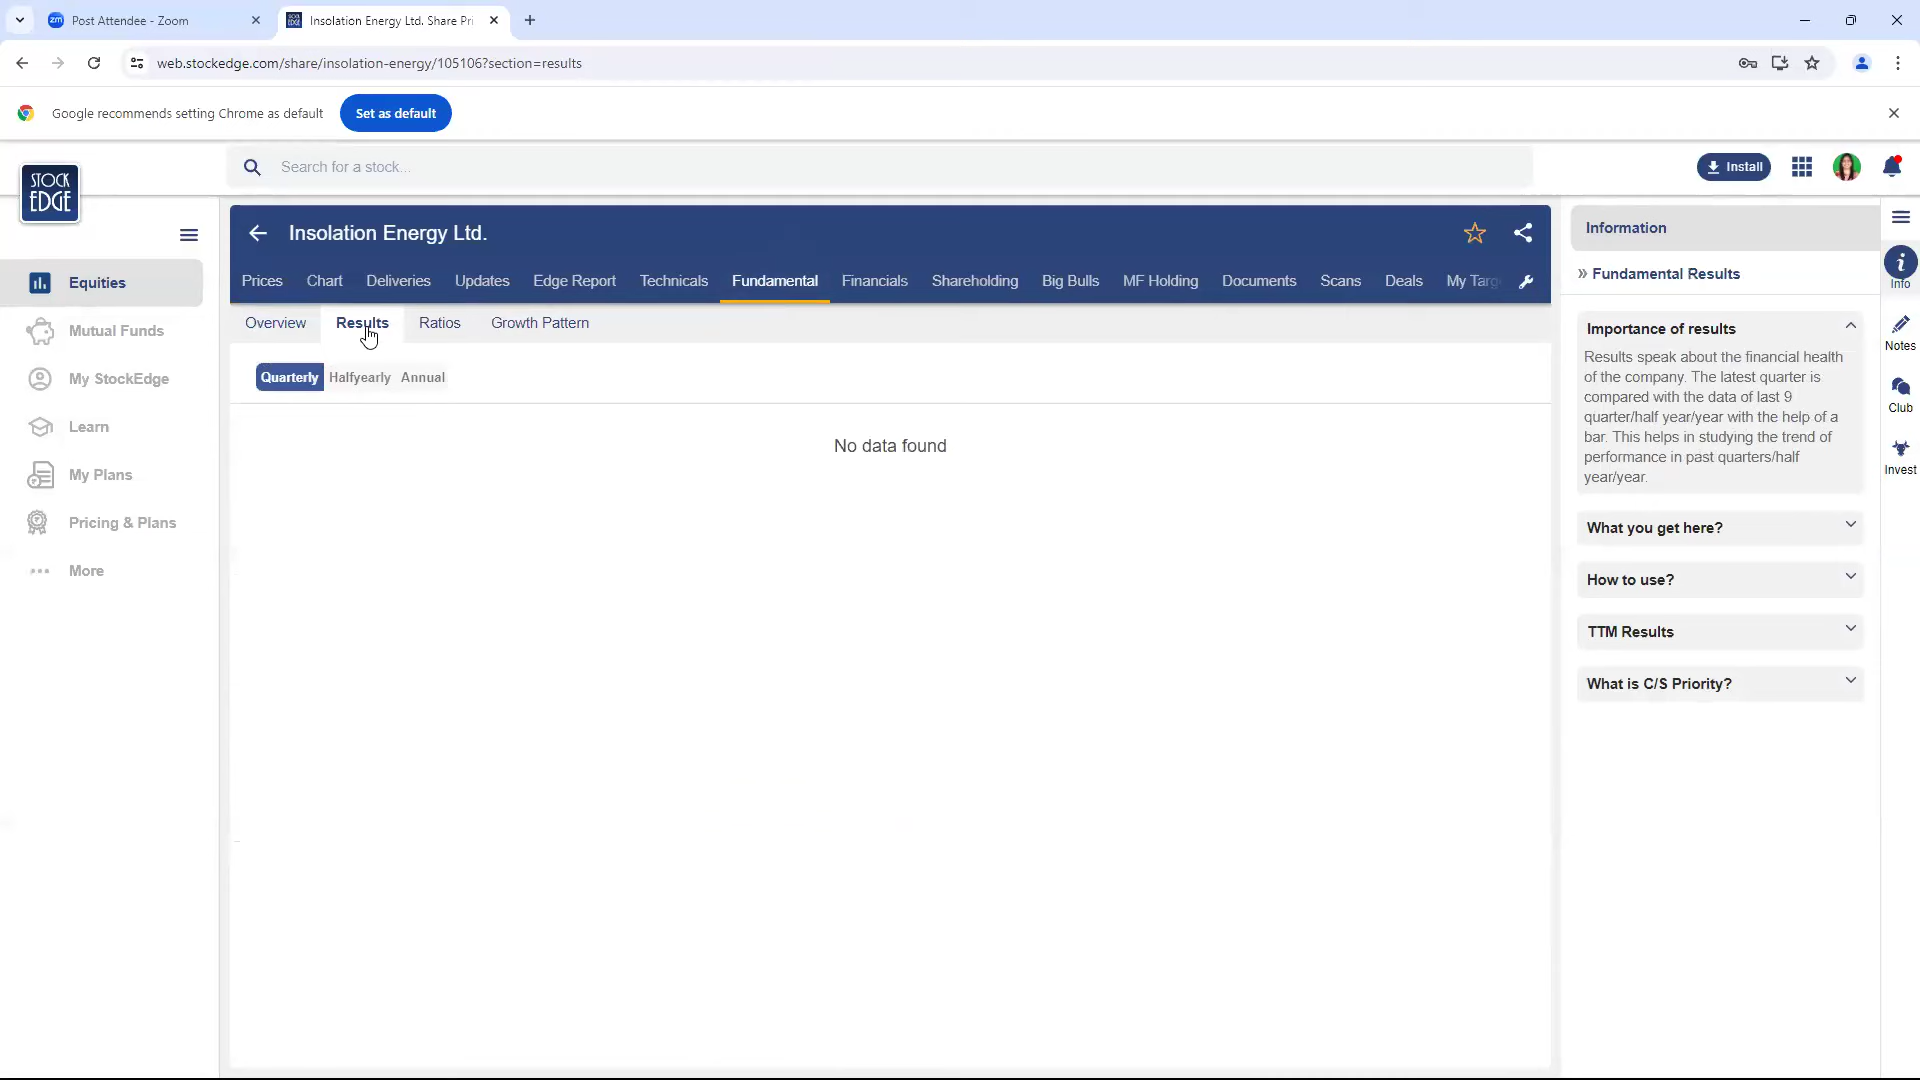 Post Attendee - Zoom
Insolation Energy Ltd. Share Pri
web.stockedge.com/share/insolation-energy/105106?section=results
Google recommends setting Chrome as default
Set as default
STOCK
EDGE
Search for a stock...
Install
Insolation Energy Ltd.
Prices Chart Deliveries Updates Edge Report Technicals Fundamental Financials Shareholding Big Bulls MF Holding Documents Scans Deals My Targ
Overview Results Ratios Growth Pattern
Quarterly Halfyearly Annual
No data found
Equities
Mutual Funds
My StockEdge
Learn
My Plans
Pricing & Plans
More
Information
» Fundamental Results
Importance of results
Results speak about the financial health
of the company. The latest quarter is
compared with the data of last 9
quarter/half year/year with the help of a
bar. This helps in studying the trend of
performance in past quarters/half
year/year.
What you get here?
How to use?
TTM Results
What is C/S Priority?
Info
Notes
Club
Invest